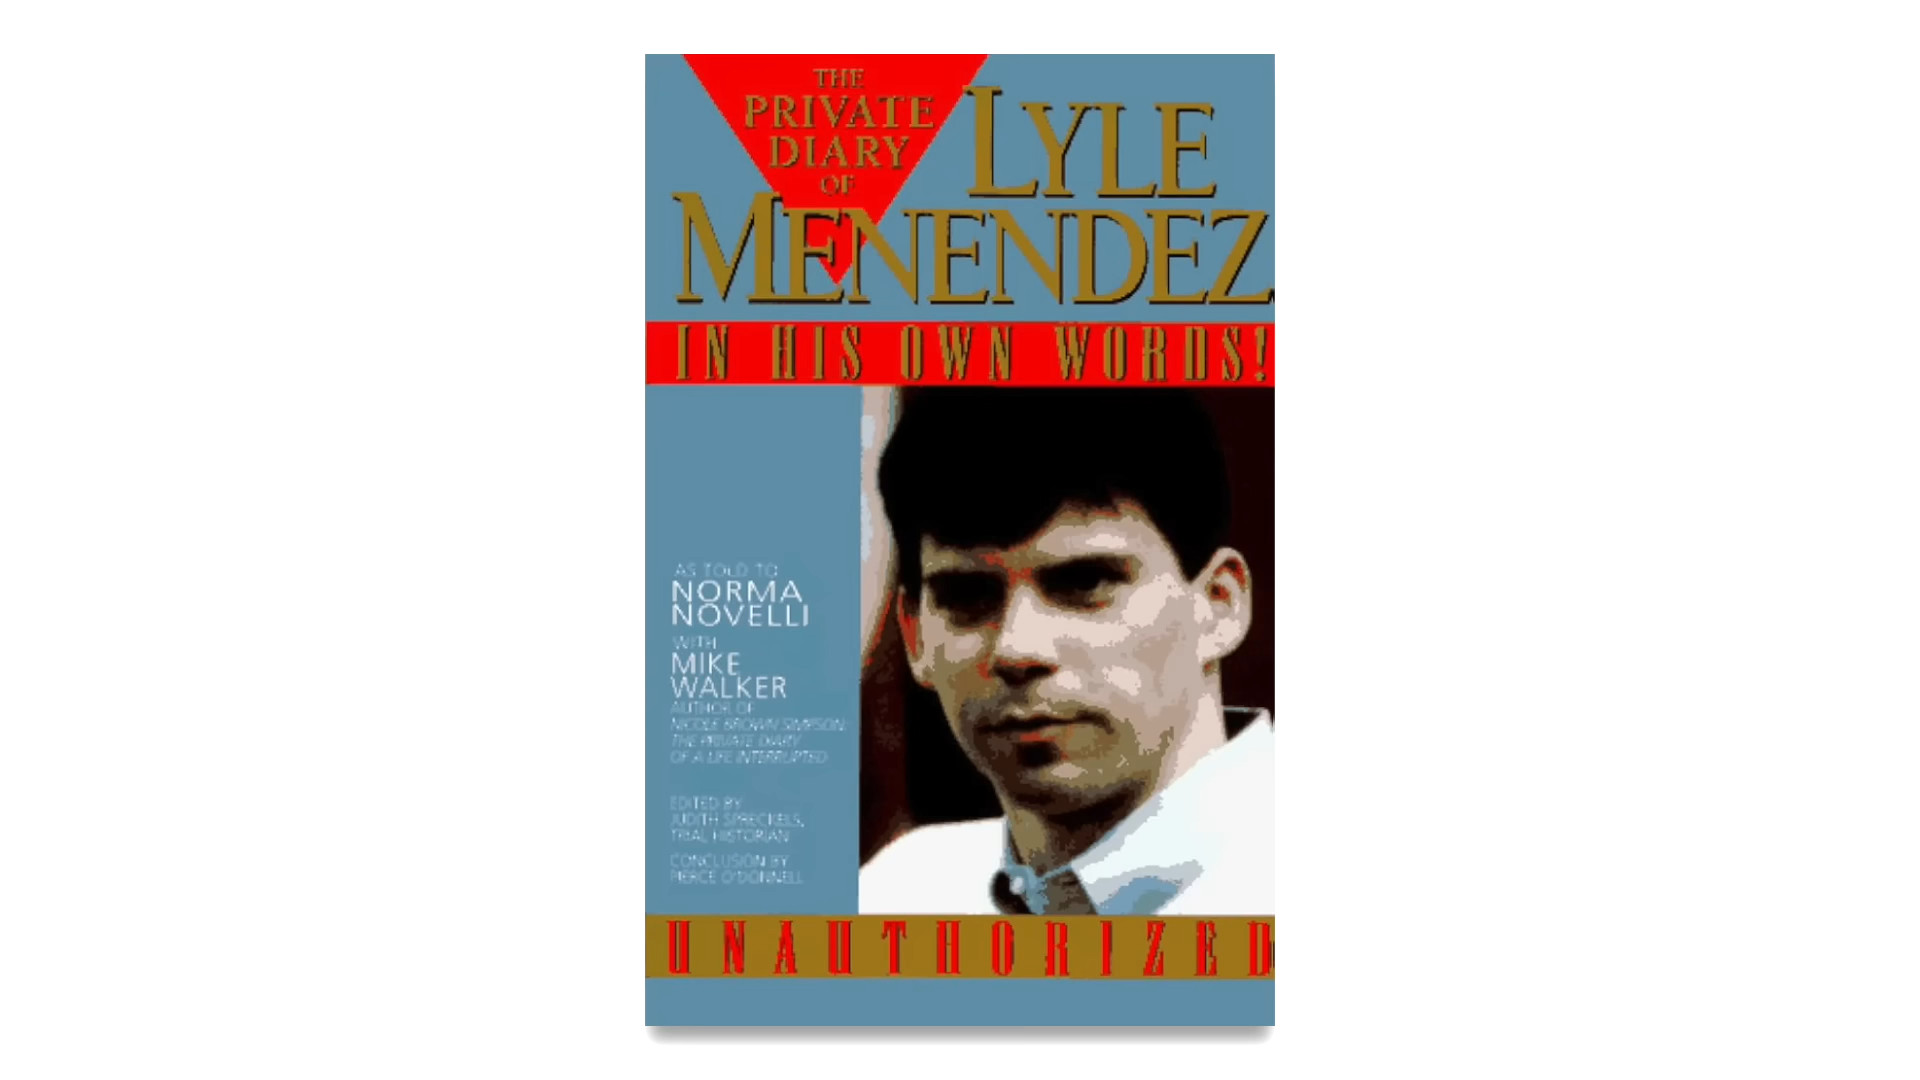 THE
PRIVATE
DIARY
OF
LYLE
MENENDEZ
IN HIS OWN WORDS!
AS TOLD TO
NORMA
NOVELLI
WITH
MIKE
WALKER
AUTHOR OF
NICOLE BROWN SIMPSON:
THE PRIVATE DIARY
OF A LIFE INTERRUPTED
EDITED BY
JUDITH SPRECKELS,
TRIAL HISTORIAN
CONCLUSION BY
PIERCE O'DONNELL
UNAUTHORIZED